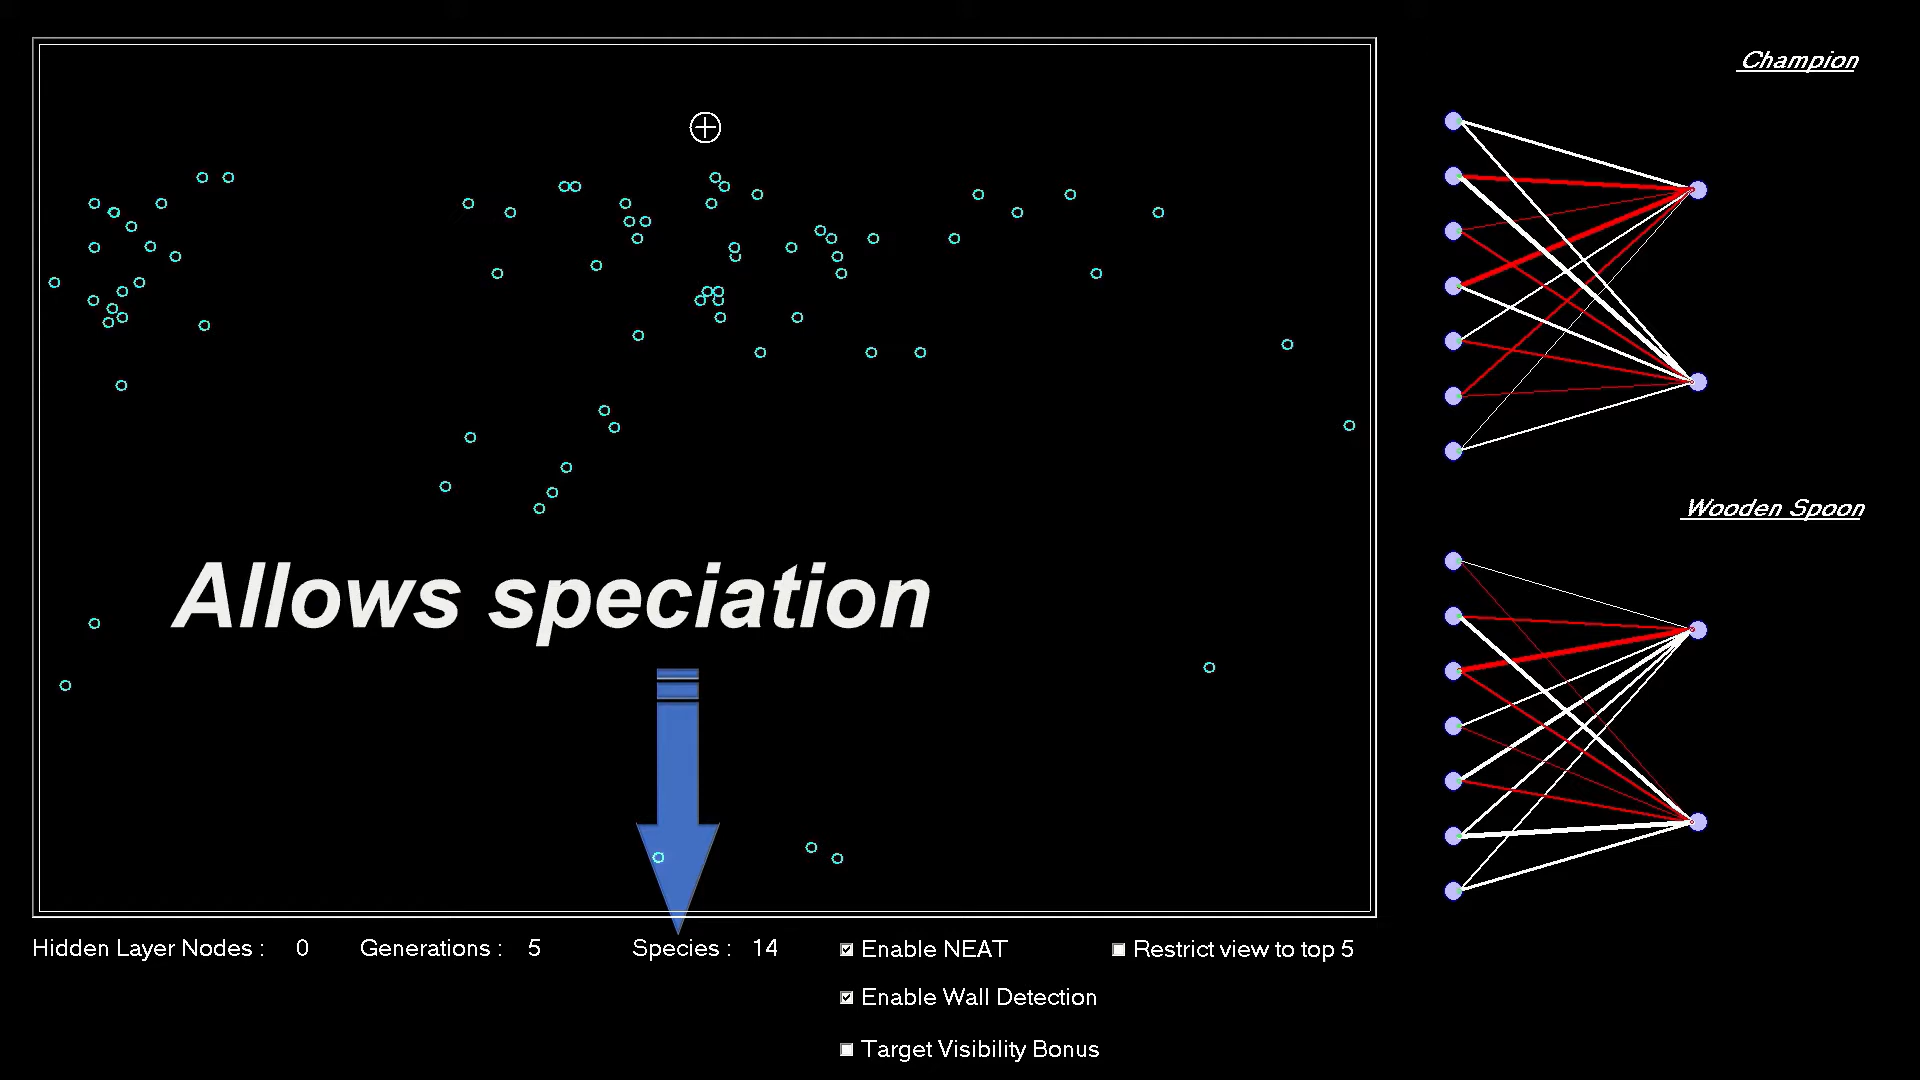 Champion
Wooden Spoon
Allows speciation
Hidden Layer Nodes : 0 Generations : 5 Species : 14 Enable NEAT Restrict view to top 5
Enable Wall Detection
Target Visibility Bonus